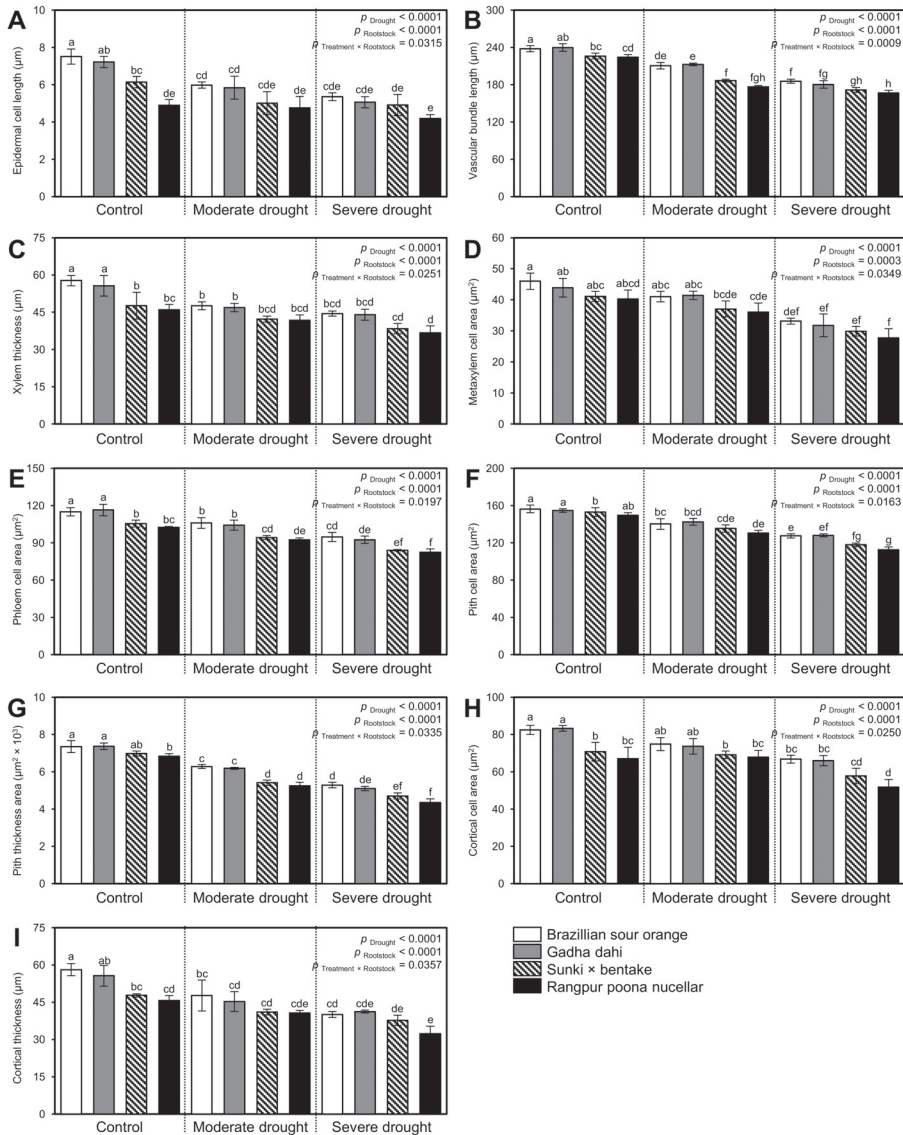 A
p Drought < 0.0001
p Rootstock < 0.0001
p Treatment × Rootstock = 0.0315
Epidermal cell length (μm)
10
8
6
4
2
0
a ab bc de
cd cd cde de
cde cde cde e
Control Moderate drought Severe drought
B
p Drought < 0.0001
p Rootstock < 0.0001
p Treatment × Rootstock = 0.0009
Vascular bundle length (μm)
300
240
180
120
60
0
a a bc cd
de e f fgh
f fg gh h
Control Moderate drought Severe drought
C
p Drought < 0.0001
p Rootstock < 0.0001
p Treatment × Rootstock = 0.0251
Xylem thickness (μm)
75
60
45
30
15
0
a a b bc
b b bcd bcd
bcd bcd cd d
Control Moderate drought Severe drought
D
p Drought < 0.0001
p Rootstock = 0.0003
p Treatment × Rootstock = 0.0349
Metaxylem cell area (μm²)
60
50
40
30
20
10
0
a ab abc abcd
abc abc bcde cde
def ef ef f
Control Moderate drought Severe drought
E
p Drought < 0.0001
p Rootstock < 0.0001
p Treatment × Rootstock = 0.0197
Phloem cell area (μm²)
150
120
90
60
30
0
a a b bc
b b cd cd
cd de ef f
Control Moderate drought Severe drought
F
p Drought < 0.0001
p Rootstock < 0.0001
p Treatment × Rootstock = 0.0163
Pith cell area (μm²)
200
160
120
80
40
0
a a b ab
bc bcd cde de
e ef fg g
Control Moderate drought Severe drought
G
p Drought < 0.0001
p Rootstock < 0.0001
p Treatment × Rootstock = 0.0335
Pith thickness area (μm² × 10³)
10
8
6
4
2
0
a a ab b
c c d d
d de ef f
Control Moderate drought Severe drought
H
p Drought < 0.0001
p Rootstock < 0.0001
p Treatment × Rootstock = 0.0250
Cortical cell area (μm²)
100
80
60
40
20
0
a a b bc
ab ab b bc
bc bc cd d
Control Moderate drought Severe drought
I
p Drought < 0.0001
p Rootstock < 0.0001
p Treatment × Rootstock = 0.0357
Cortical thickness (μm)
75
60
45
30
15
0
a ab bc cd
bc cde cd cde
cd cde de e
Control Moderate drought Severe drought
Brazillian sour orange
Gadha dahi
Sunki × bentake
Rangpur poona nucellar